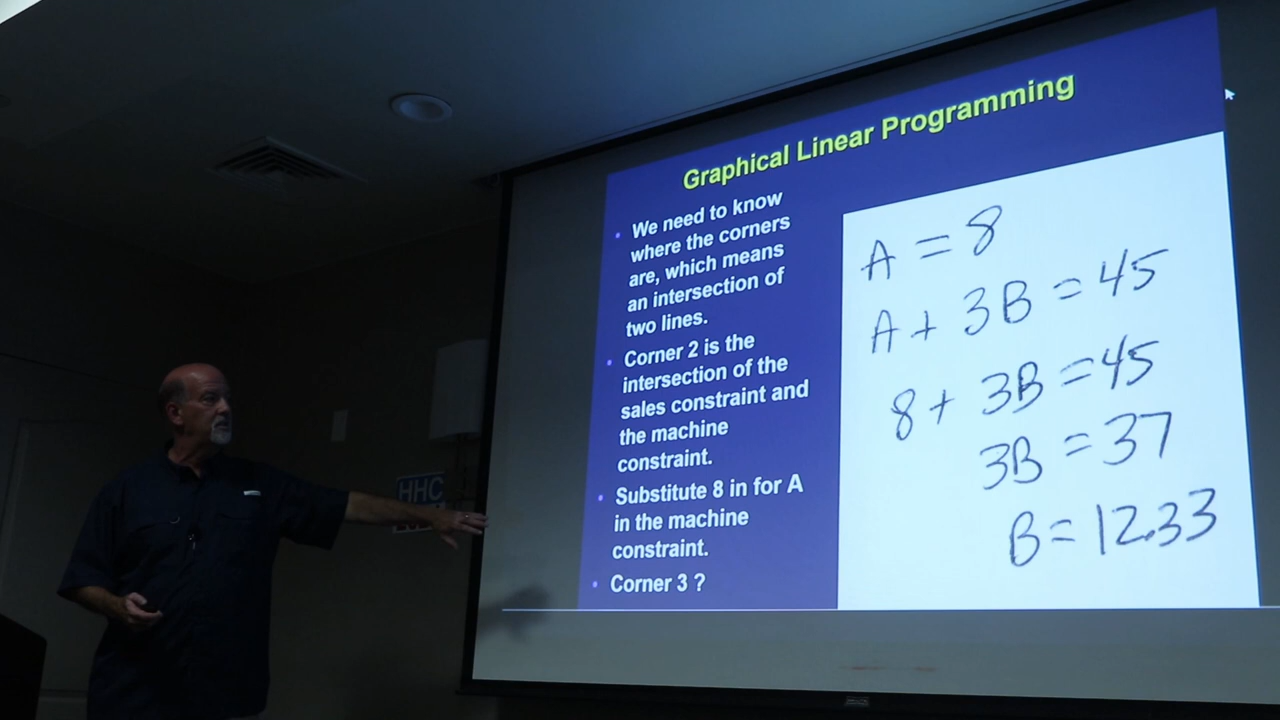 Graphical Linear Programming
• We need to know
where the corners
are, which means
an intersection of
two lines.
• Corner 2 is the
intersection of the
sales constraint and
the machine
constraint.
• Substitute 8 in for A
in the machine
constraint.
• Corner 3 ?
A = 8
A + 3B = 45
8 + 3B = 45
3B = 37
B = 12.33
HHC